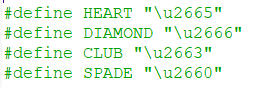 #define HEART "\u2665"
#define DIAMOND "\u2666"
#define CLUB "\u2663"
#define SPADE "\u2660"